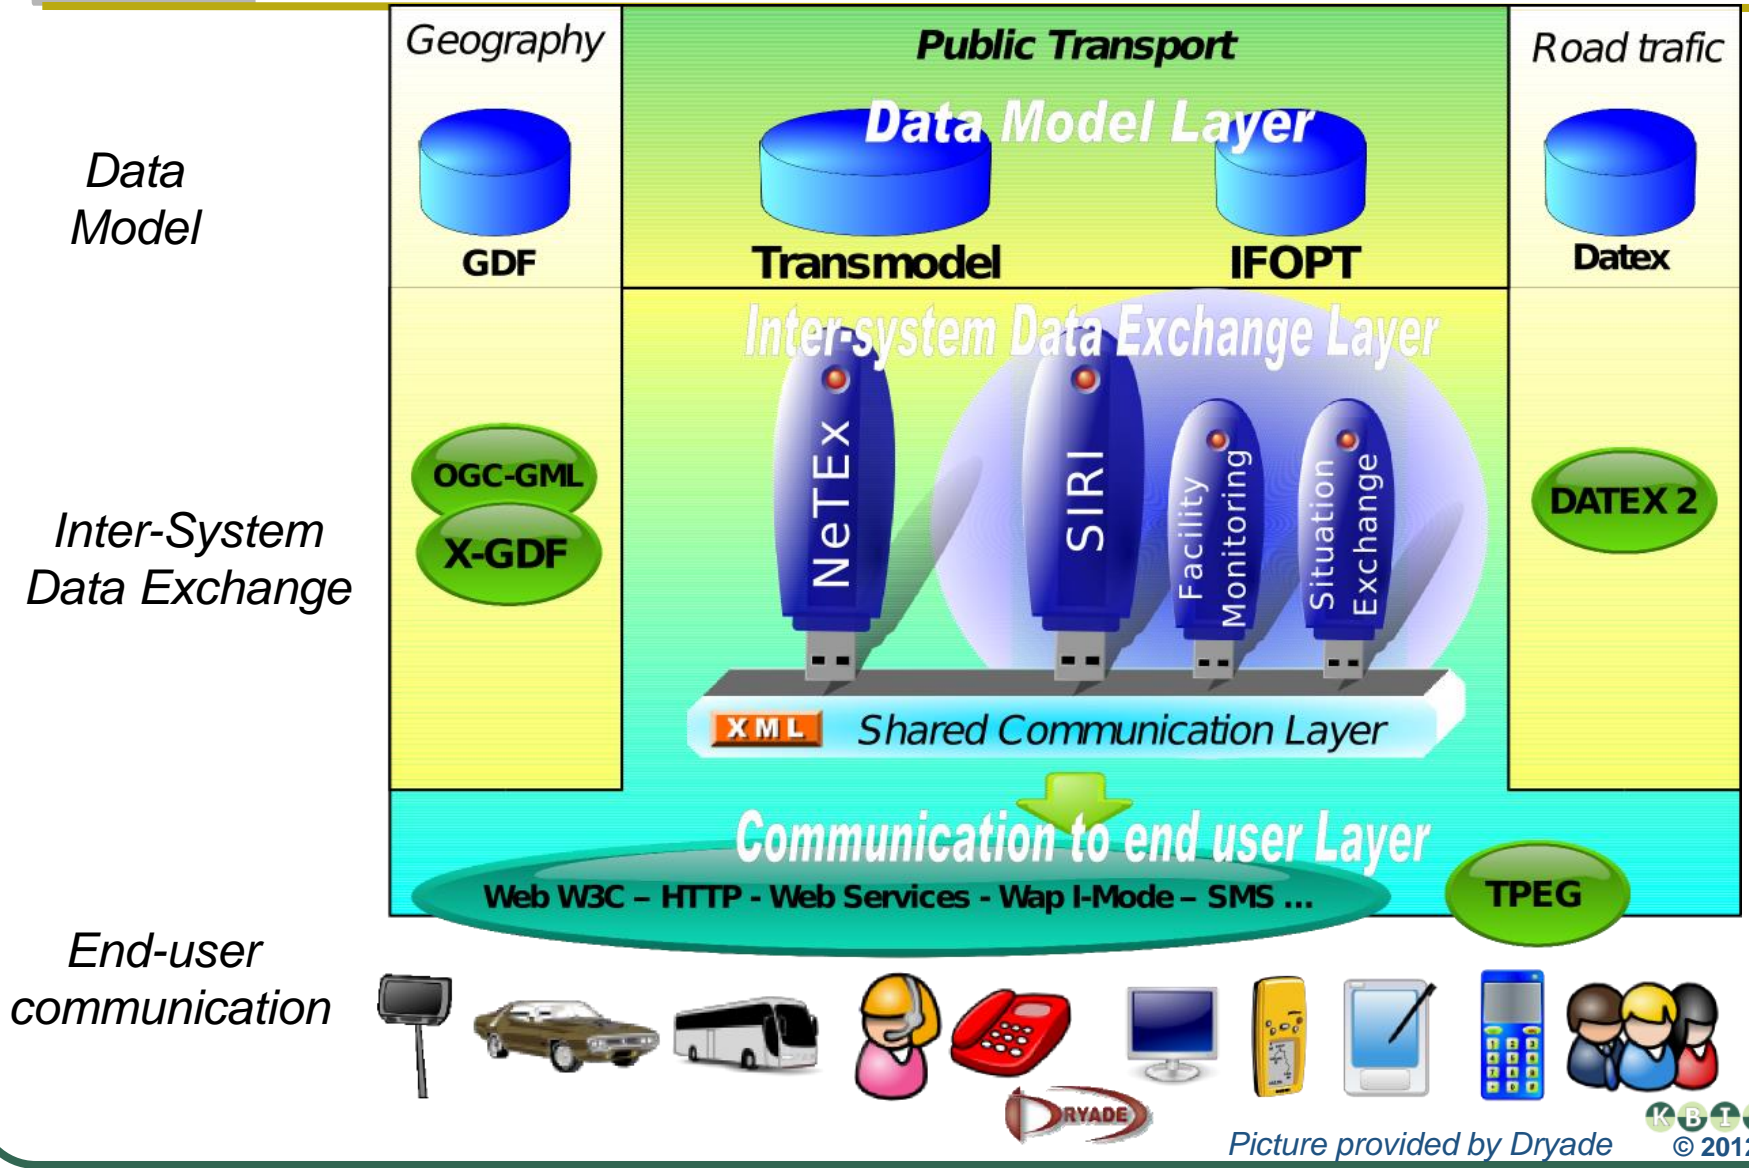 Geography
Public Transport
Road trafic
Data Model Layer
Data
Model
GDF
Transmodel
IFOPT
Datex
Inter-system Data Exchange Layer
OGC-GML
X-GDF
NeTEx
SIRI
Facility
Monitoring
Situation
Exchange
DATEX 2
Inter-System
Data Exchange
XML
Shared Communication Layer
Communication to end user Layer
Web W3C – HTTP - Web Services - Wap I-Mode – SMS ...
TPEG
End-user
communication
DRYADE
Picture provided by Dryade
KBI
© 2012